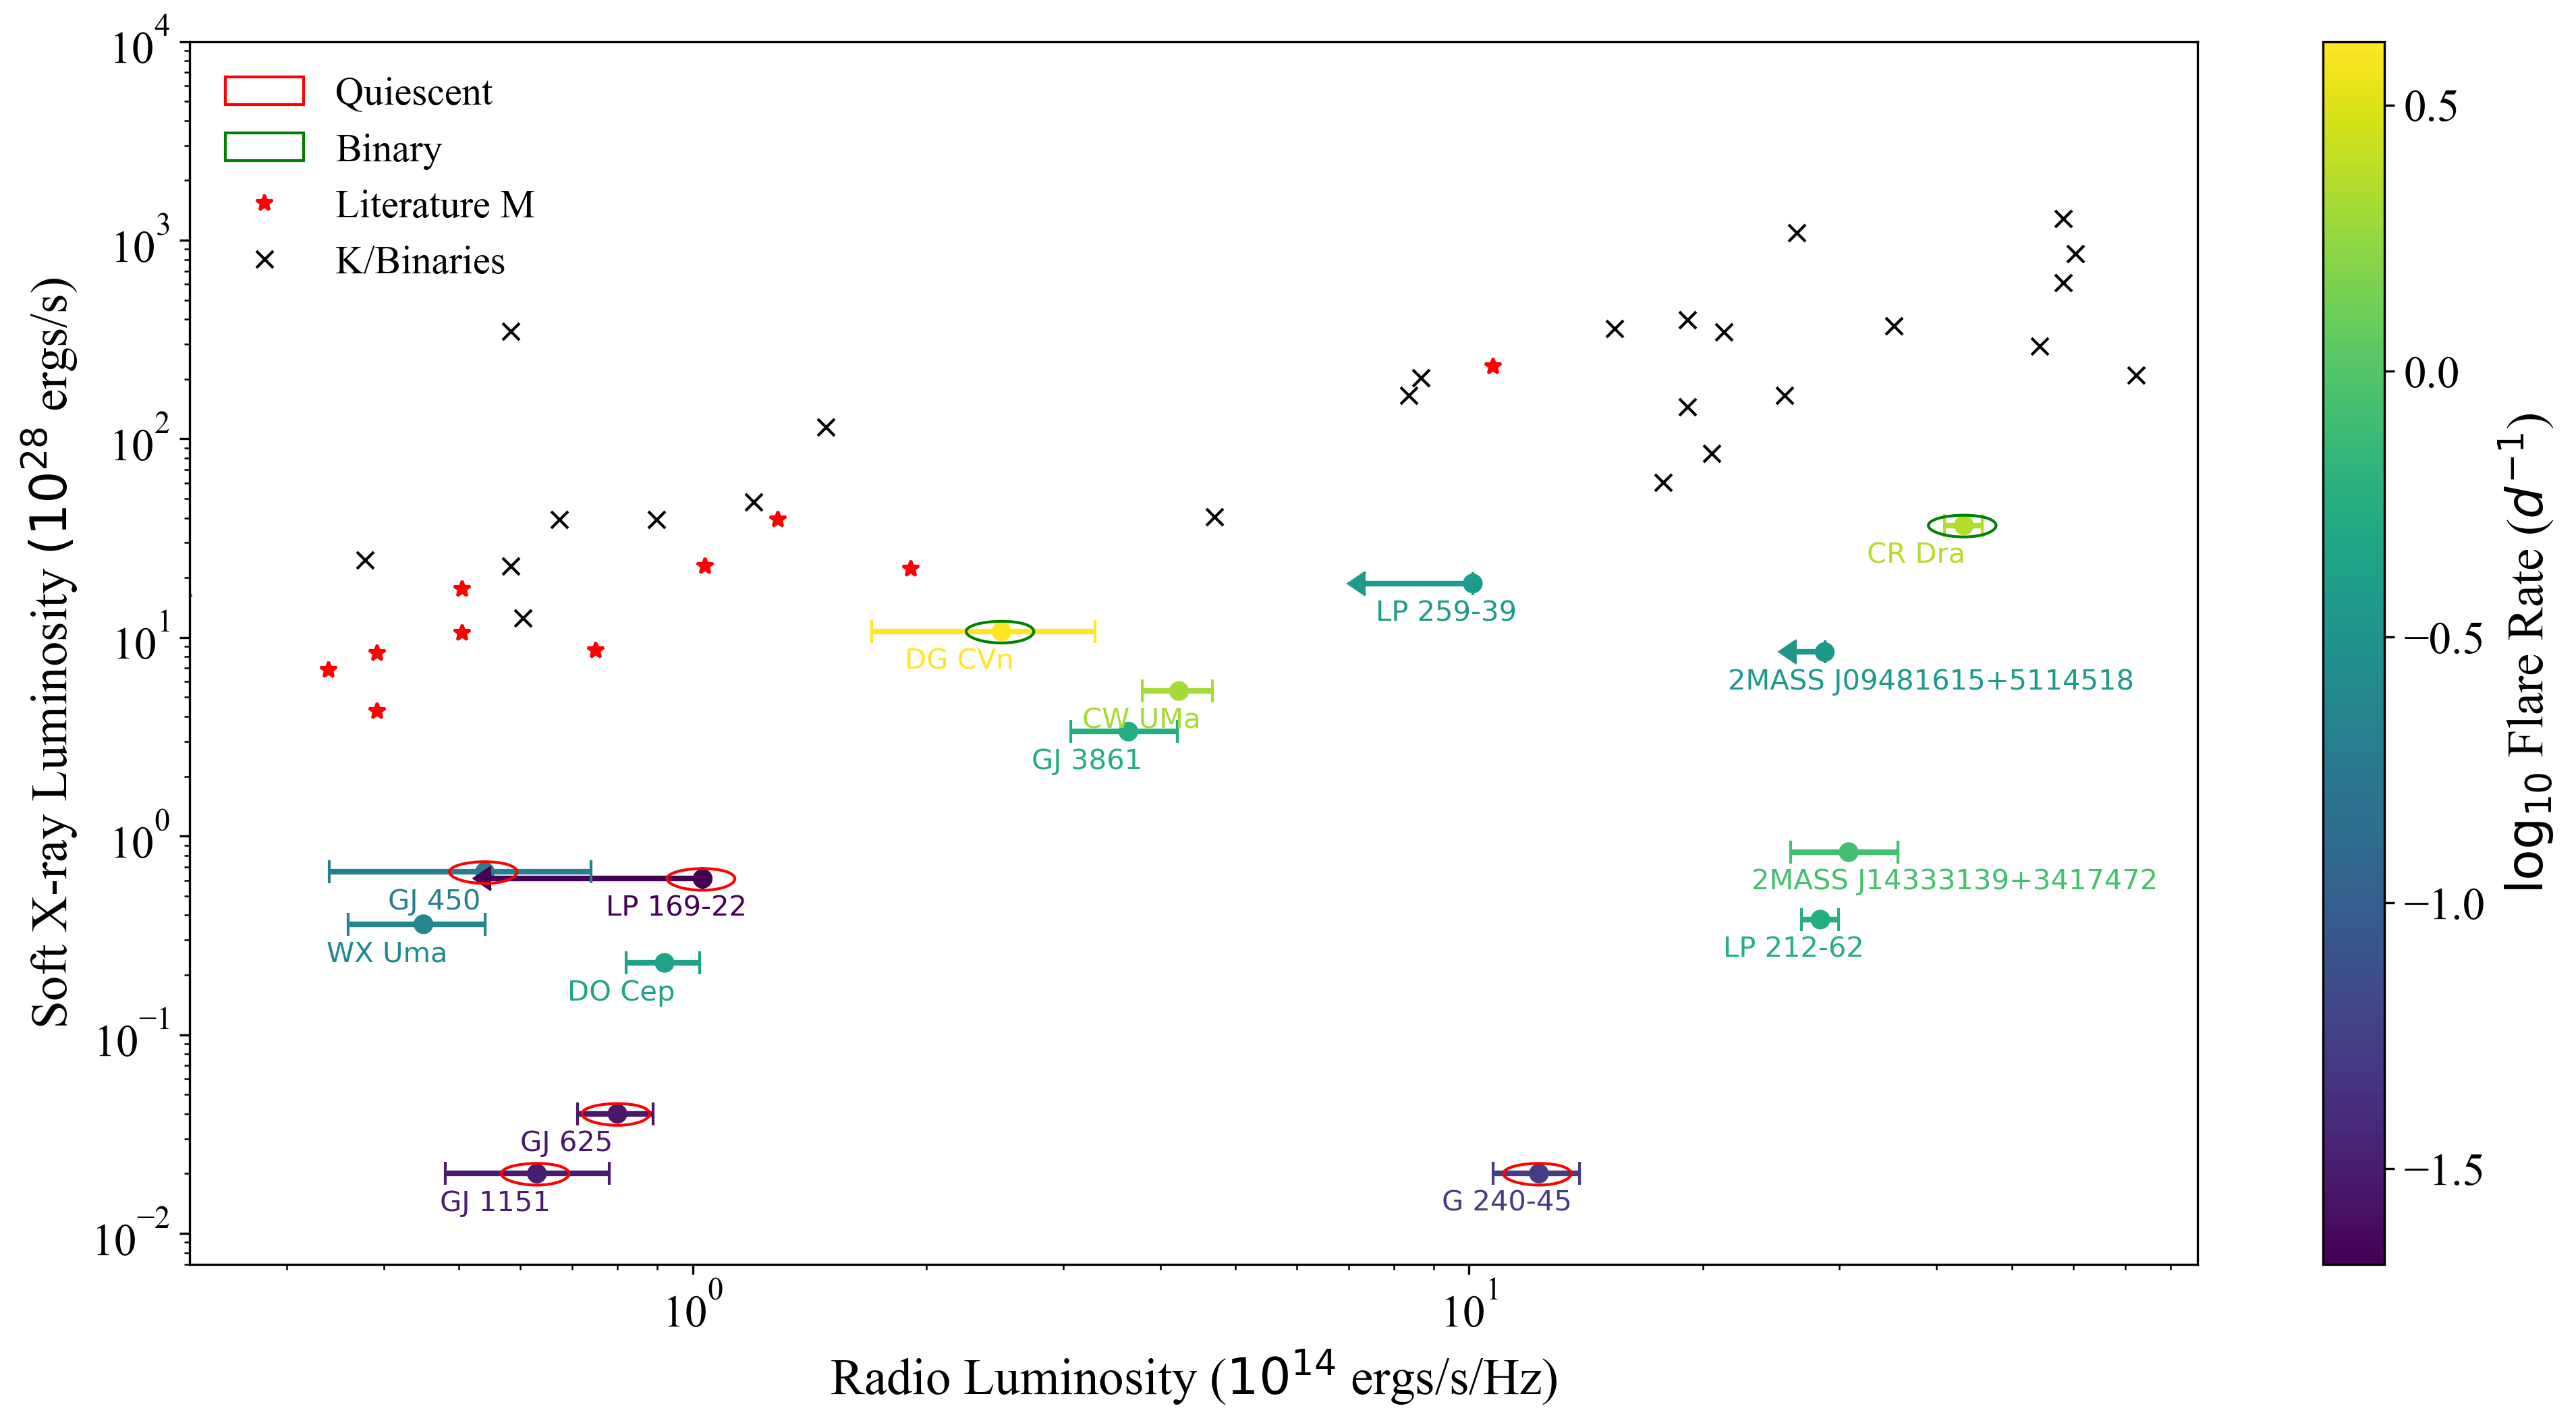 Soft X-ray Luminosity (10^28 ergs/s)
10^4
10^3
10^2
10^1
10^0
10^−1
10^−2
Quiescent
Binary
Literature M
K/Binaries
CR Dra
LP 259-39
DG CVn
2MASS J09481615+5114518
CW UMa
GJ 3861
2MASS J14333139+3417472
GJ 450
LP 169-22
WX Uma
LP 212-62
DO Cep
GJ 625
GJ 1151
G 240-45
10^0
10^1
Radio Luminosity (10^14 ergs/s/Hz)
0.5
0.0
−0.5
−1.0
−1.5
log10 Flare Rate (d^−1)